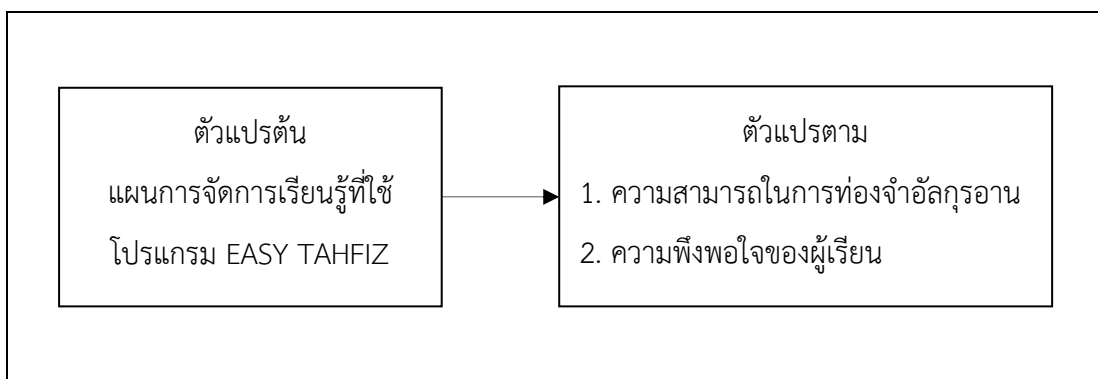 ตัวแปรต้น
แผนการจัดการเรียนรู้ที่ใช้
โปรแกรม EASY TAHFIZ
ตัวแปรตาม
1. ความสามารถในการท่องจำอัลกุรอาน
2. ความพึงพอใจของผู้เรียน